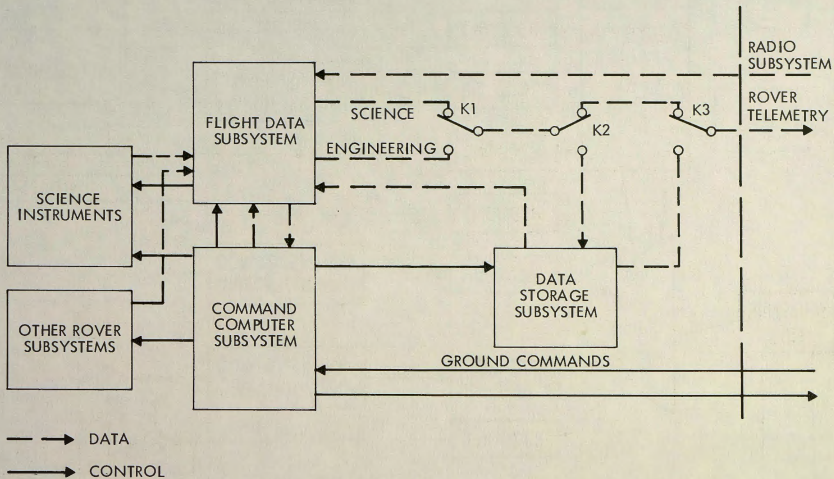 RADIO
SUBSYSTEM
ROVER
TELEMETRY
FLIGHT DATA
SUBSYSTEM
SCIENCE
K1
K2
K3
ENGINEERING
SCIENCE
INSTRUMENTS
OTHER ROVER
SUBSYSTEMS
COMMAND
COMPUTER
SUBSYSTEM
DATA
STORAGE
SUBSYSTEM
GROUND COMMANDS
DATA
CONTROL